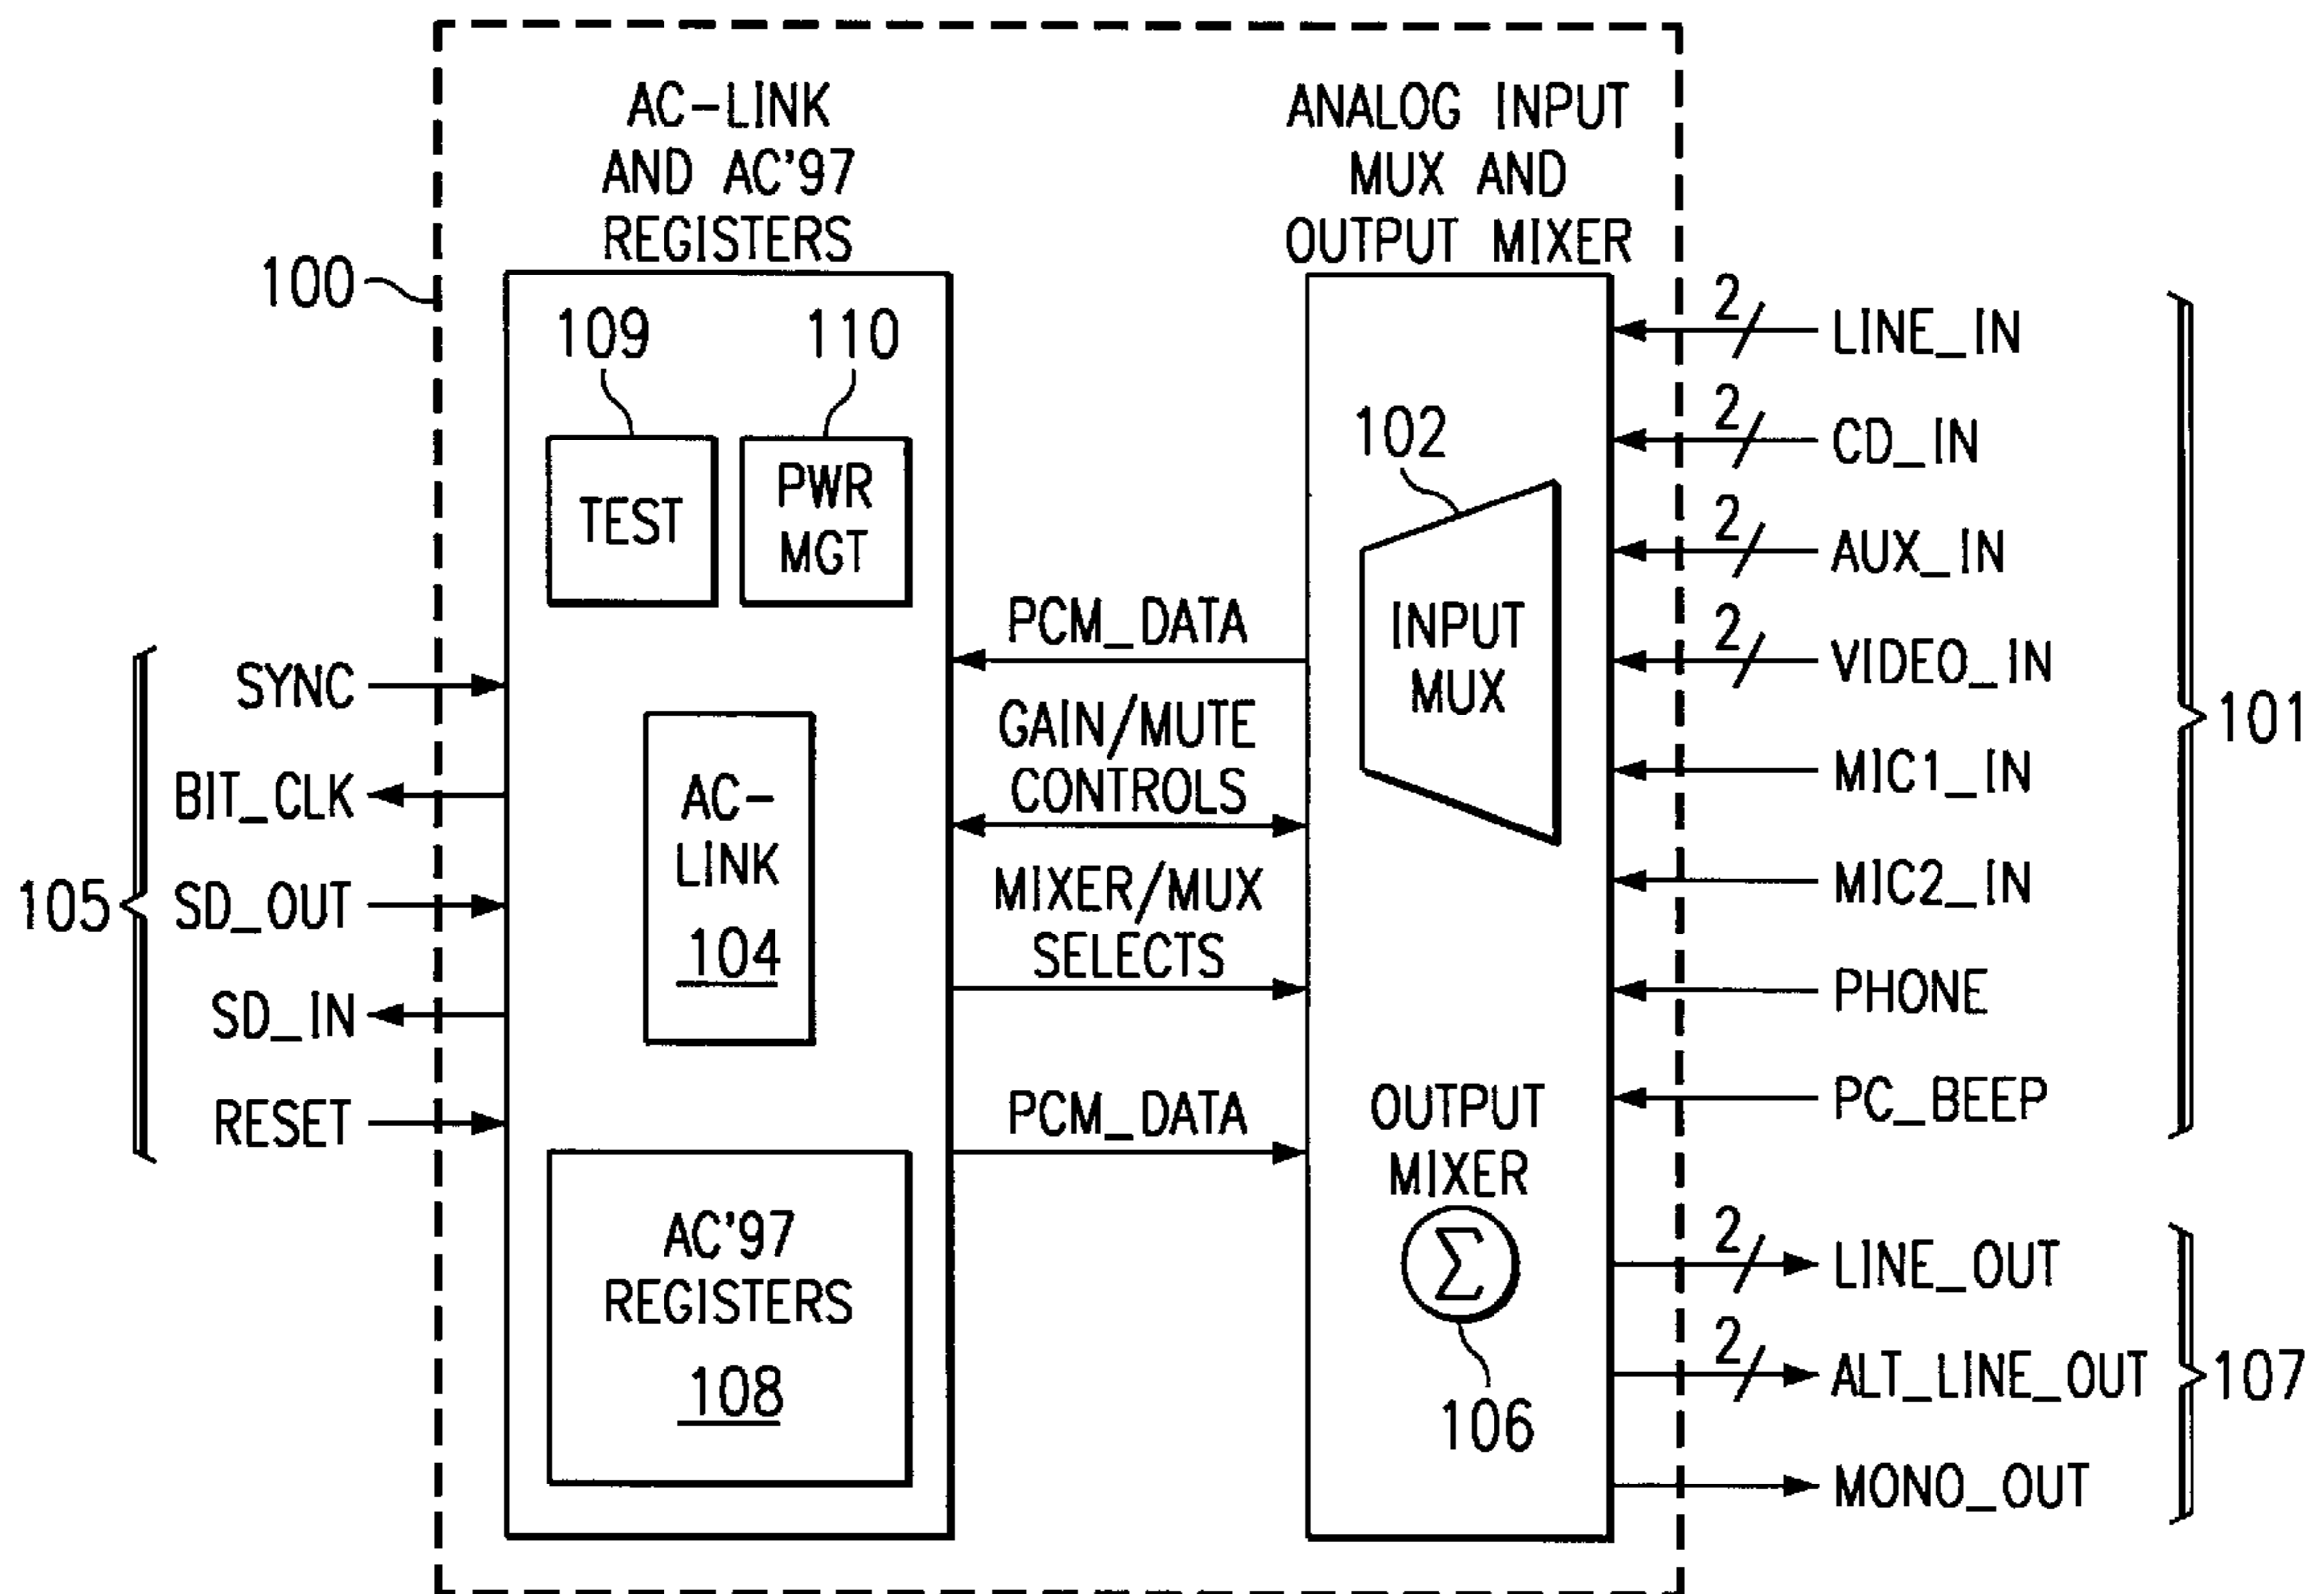 AC-LINK
AND AC'97
REGISTERS
ANALOG INPUT
MUX AND
OUTPUT MIXER
100
109
110
TEST
PWR
MGT
AC-
LINK
104
AC'97
REGISTERS
108
105
SYNC
BIT_CLK
SD_OUT
SD_IN
RESET
PCM_DATA
GAIN/MUTE
CONTROLS
MIXER/MUX
SELECTS
PCM_DATA
102
INPUT
MUX
OUTPUT
MIXER
Σ
106
2
LINE_IN
2
CD_IN
2
AUX_IN
2
VIDEO_IN
MIC1_IN
MIC2_IN
PHONE
PC_BEEP
101
2
LINE_OUT
2
ALT_LINE_OUT
MONO_OUT
107